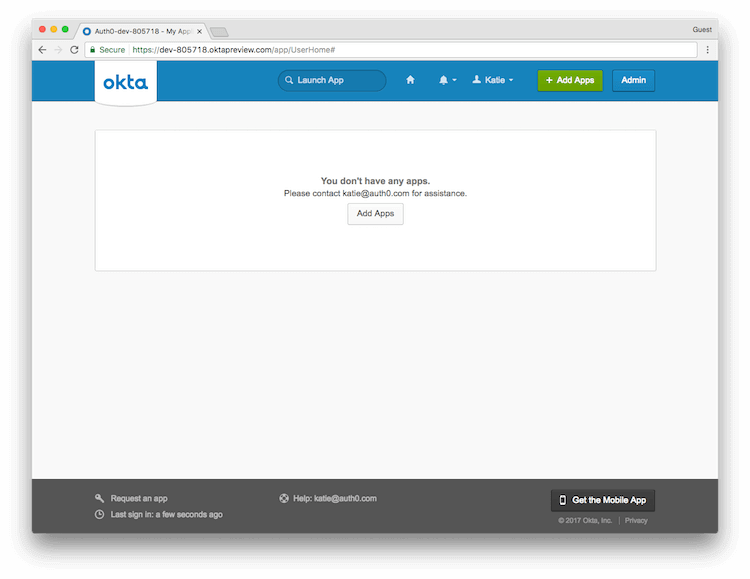 Auth0-dev-805718 - My App
Guest
Secure https://dev-805718.oktapreview.com/app/UserHome#
okta
Launch App
Katie
+ Add Apps
Admin
You don't have any apps.
Please contact katie@auth0.com for assistance.
Add Apps
Request an app
Help: katie@auth0.com
Get the Mobile App
Last sign in: a few seconds ago
© 2017 Okta, Inc. | Privacy